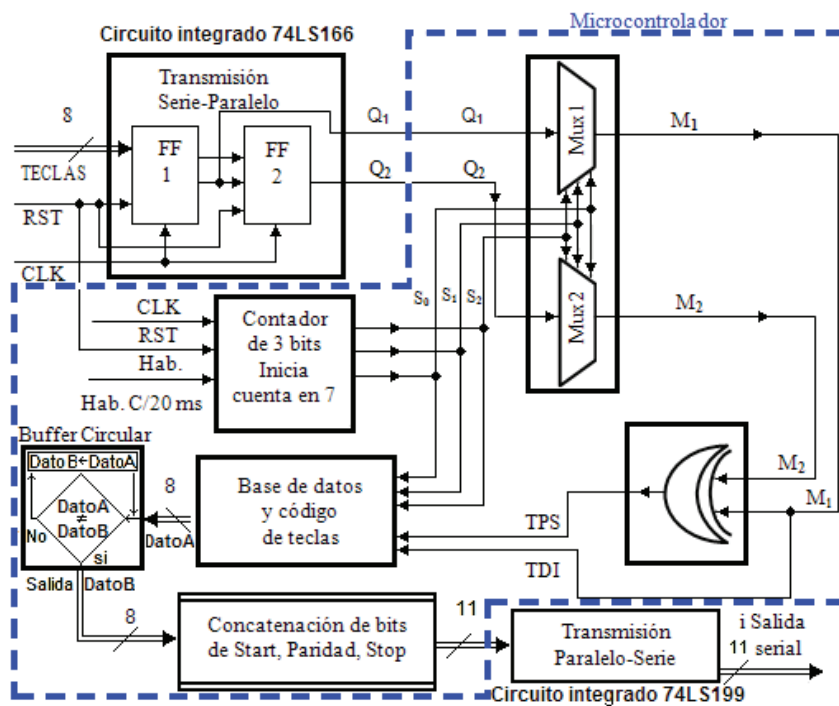 Circuito integrado 74LS166
Microcontrolador
Transmisión
Serie-Paralelo
8
TECLAS
RST
CLK
FF
1
FF
2
Q1
Q1
Q2
Q2
Mux 1
M1
Mux 2
M2
S0
S1
S2
CLK
RST
Hab.
Hab. C/20 ms
Contador
de 3 bits
Inicia
cuenta en 7
Buffer Circular
Dato B←DatoA
DatoA
≠
DatoB
No
si
Salida
DatoB
8
DatoA
Base de datos
y código
de teclas
TPS
TDI
M2
M1
8
Concatenación de bits
de Start, Paridad, Stop
11
Transmisión
Paralelo-Serie
i Salida
serial
11
Circuito integrado 74LS199